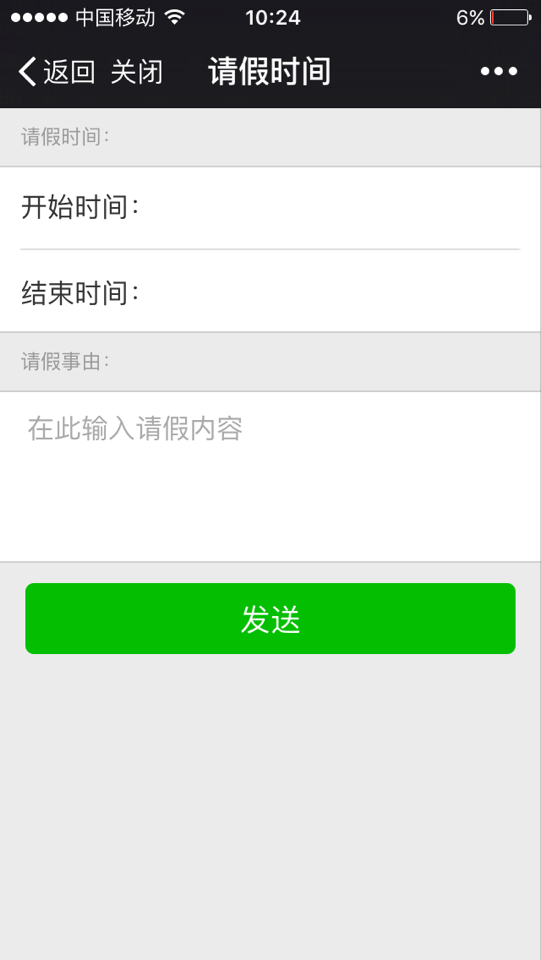 中国移动 10:24 6%
返回 关闭 请假时间
请假时间:
开始时间:
结束时间:
请假事由:
在此输入请假内容
发送